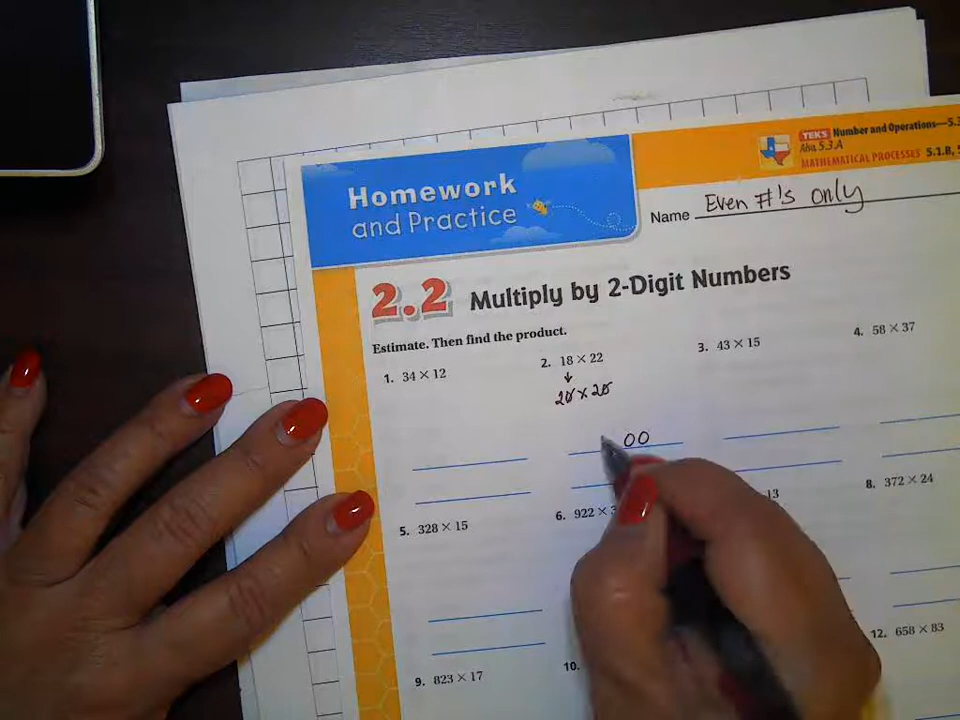 TEKS Number and Operations—5.3
Also, 5.3.A
MATHEMATICAL PROCESSES 5.1.B, 5
Homework
and Practice
Name Even #'s only
2.2 Multiply by 2-Digit Numbers
Estimate. Then find the product.
1. 34 × 12
2. 18 × 22
20 × 20
00
3. 43 × 15
4. 58 × 37
5. 328 × 15
6. 922 × 3
13
8. 372 × 24
9. 823 × 17
10.
12. 658 × 83